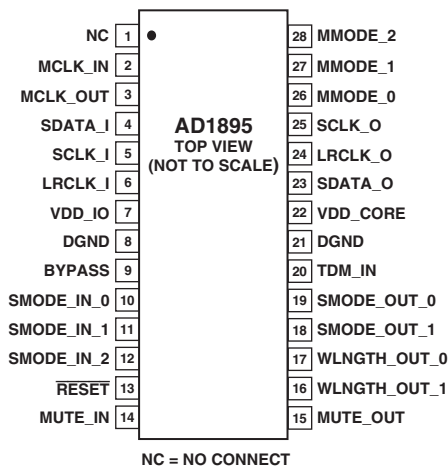 NC 1 28 MMODE_2
MCLK_IN 2 27 MMODE_1
MCLK_OUT 3 26 MMODE_0
SDATA_I 4 AD1895 25 SCLK_O
SCLK_I 5 TOP VIEW 24 LRCLK_O
LRCLK_I 6 (NOT TO SCALE) 23 SDATA_O
VDD_IO 7 22 VDD_CORE
DGND 8 21 DGND
BYPASS 9 20 TDM_IN
SMODE_IN_0 10 19 SMODE_OUT_0
SMODE_IN_1 11 18 SMODE_OUT_1
SMODE_IN_2 12 17 WLNGTH_OUT_0
RESET 13 16 WLNGTH_OUT_1
MUTE_IN 14 15 MUTE_OUT
NC = NO CONNECT